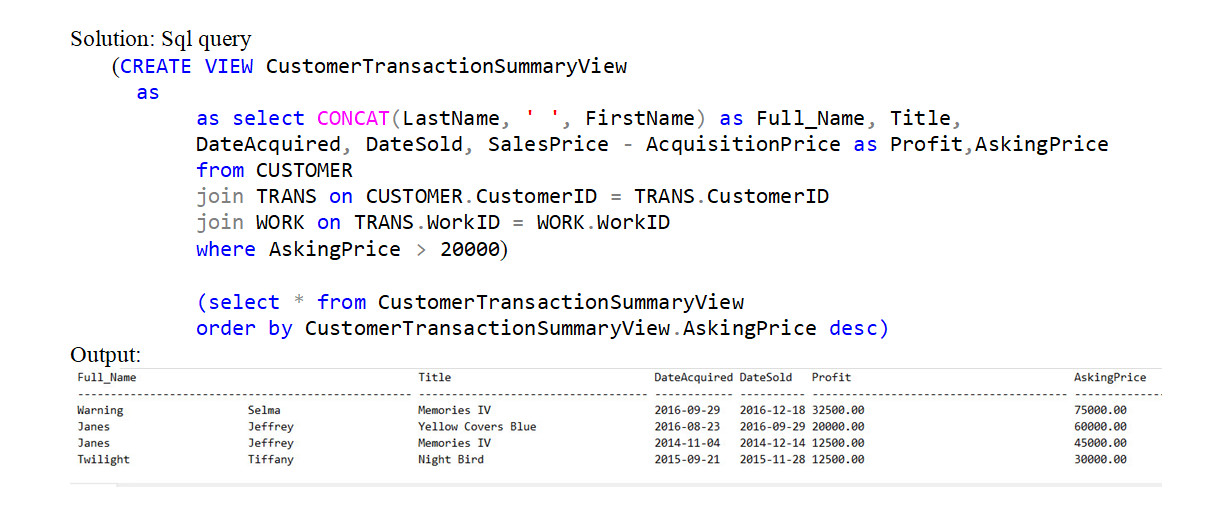 Solution: Sql query
(CREATE VIEW CustomerTransactionSummaryView
as
as select CONCAT(LastName, ' ', FirstName) as Full_Name, Title,
DateAcquired, DateSold, SalesPrice - AcquisitionPrice as Profit,AskingPrice
from CUSTOMER
join TRANS on CUSTOMER.CustomerID = TRANS.CustomerID
join WORK on TRANS.WorkID = WORK.WorkID
where AskingPrice > 20000)
(select * from CustomerTransactionSummaryView
order by CustomerTransactionSummaryView.AskingPrice desc)
Output:
Full_Name Title DateAcquired DateSold Profit AskingPrice
Warning Selma Memories IV 2016-09-29 2016-12-18 32500.00 75000.00
Janes Jeffrey Yellow Covers Blue 2016-08-23 2016-09-29 20000.00 60000.00
Janes Jeffrey Memories IV 2014-11-04 2014-12-14 12500.00 45000.00
Twilight Tiffany Night Bird 2015-09-21 2015-11-28 12500.00 30000.00